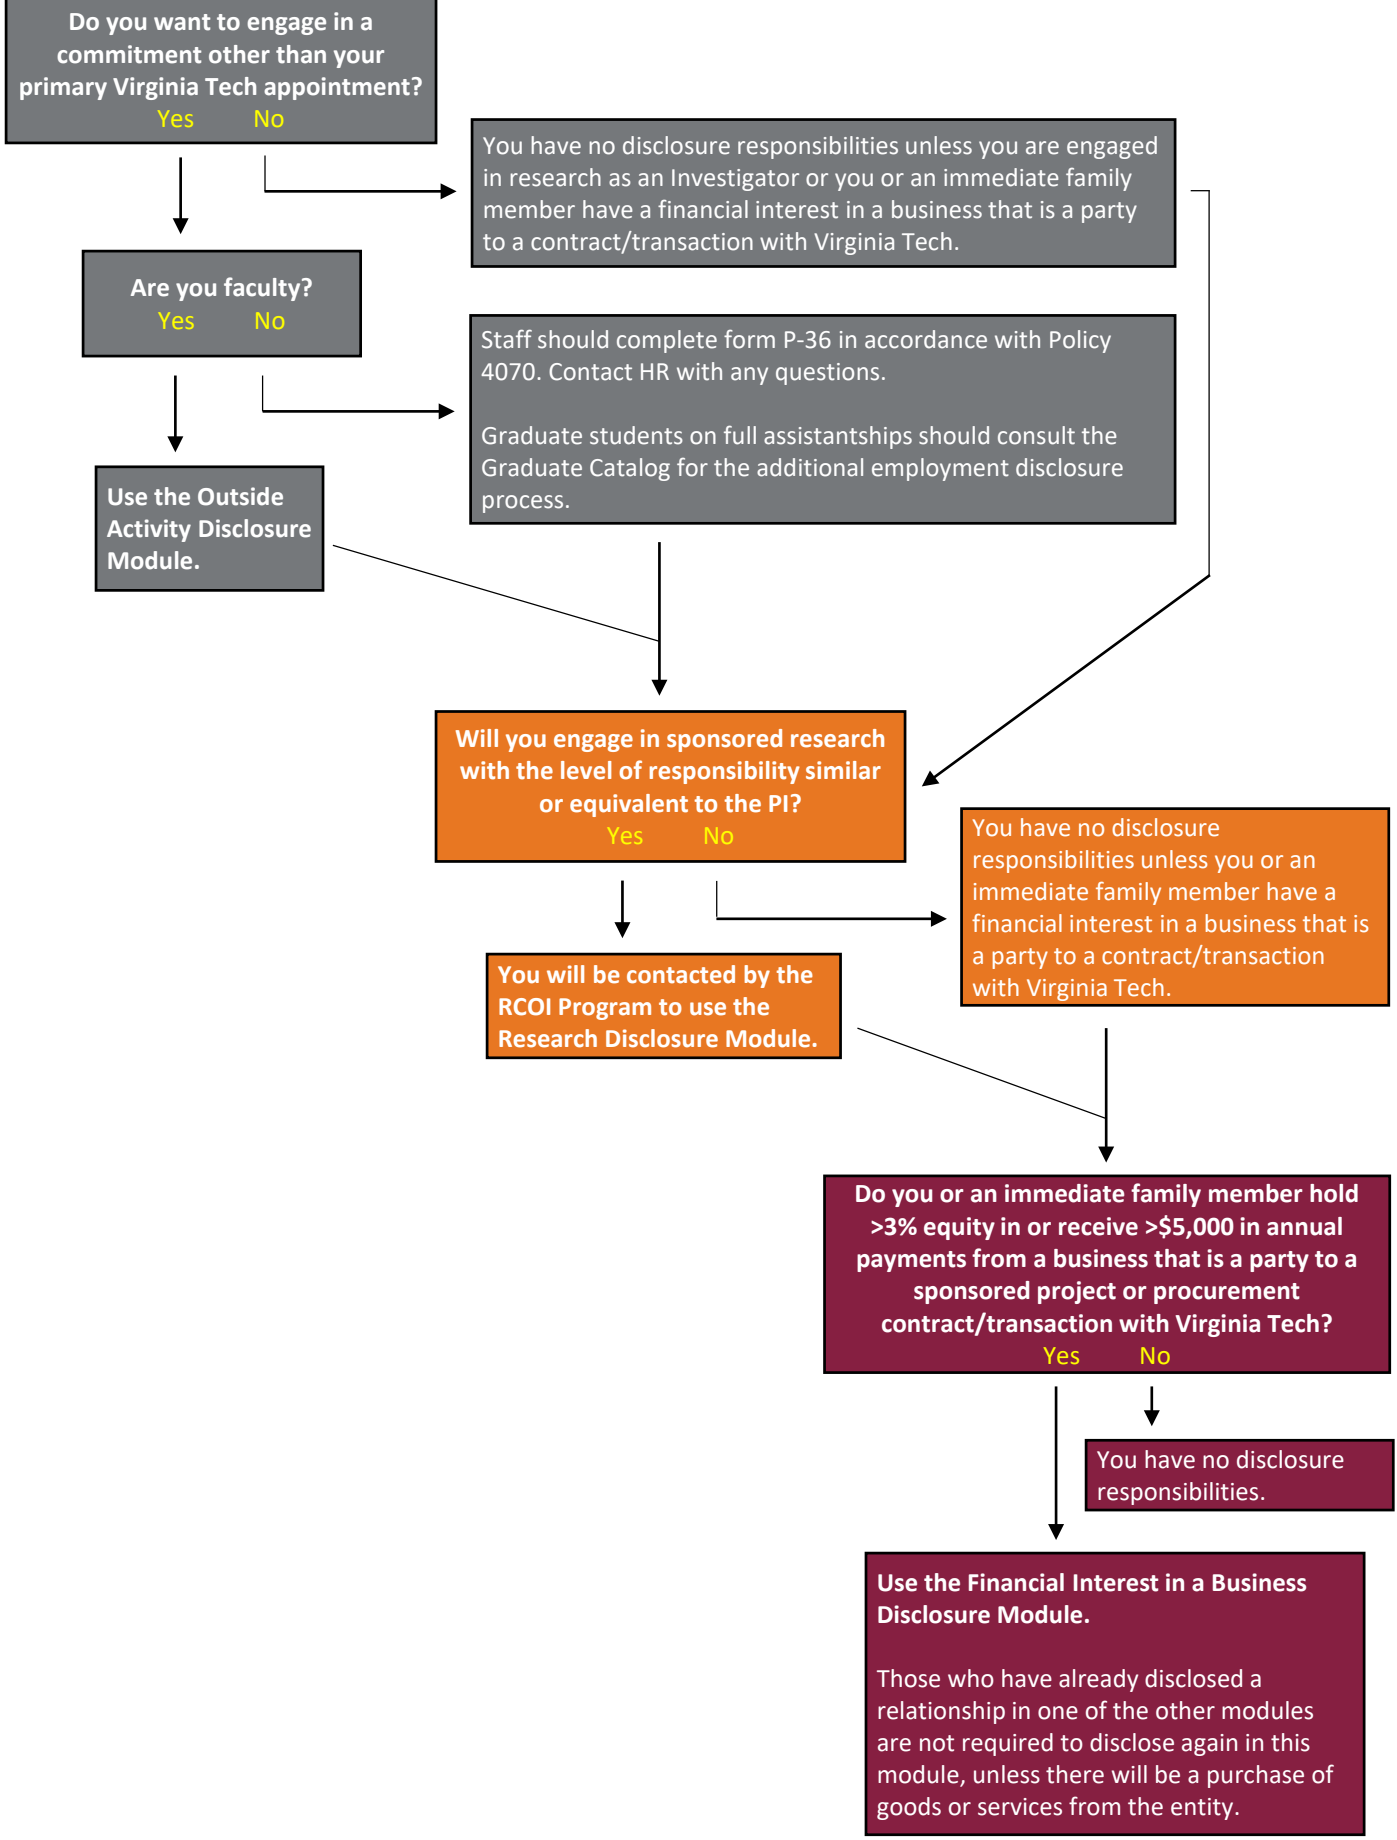 Do you want to engage in a
commitment other than your
primary Virginia Tech appointment?
Yes No
You have no disclosure responsibilities unless you are engaged
in research as an Investigator or you or an immediate family
member have a financial interest in a business that is a party
to a contract/transaction with Virginia Tech.
Are you faculty?
Yes No
Staff should complete form P-36 in accordance with Policy
4070. Contact HR with any questions.
Graduate students on full assistantships should consult the
Graduate Catalog for the additional employment disclosure
process.
Use the Outside
Activity Disclosure
Module.
Will you engage in sponsored research
with the level of responsibility similar
or equivalent to the PI?
Yes No
You have no disclosure
responsibilities unless you or an
immediate family member have a
financial interest in a business that is
a party to a contract/transaction
with Virginia Tech.
You will be contacted by the
RCOI Program to use the
Research Disclosure Module.
Do you or an immediate family member hold
>3% equity in or receive >$5,000 in annual
payments from a business that is a party to a
sponsored project or procurement
contract/transaction with Virginia Tech?
Yes No
You have no disclosure
responsibilities.
Use the Financial Interest in a Business
Disclosure Module.
Those who have already disclosed a
relationship in one of the other modules
are not required to disclose again in this
module, unless there will be a purchase of
goods or services from the entity.